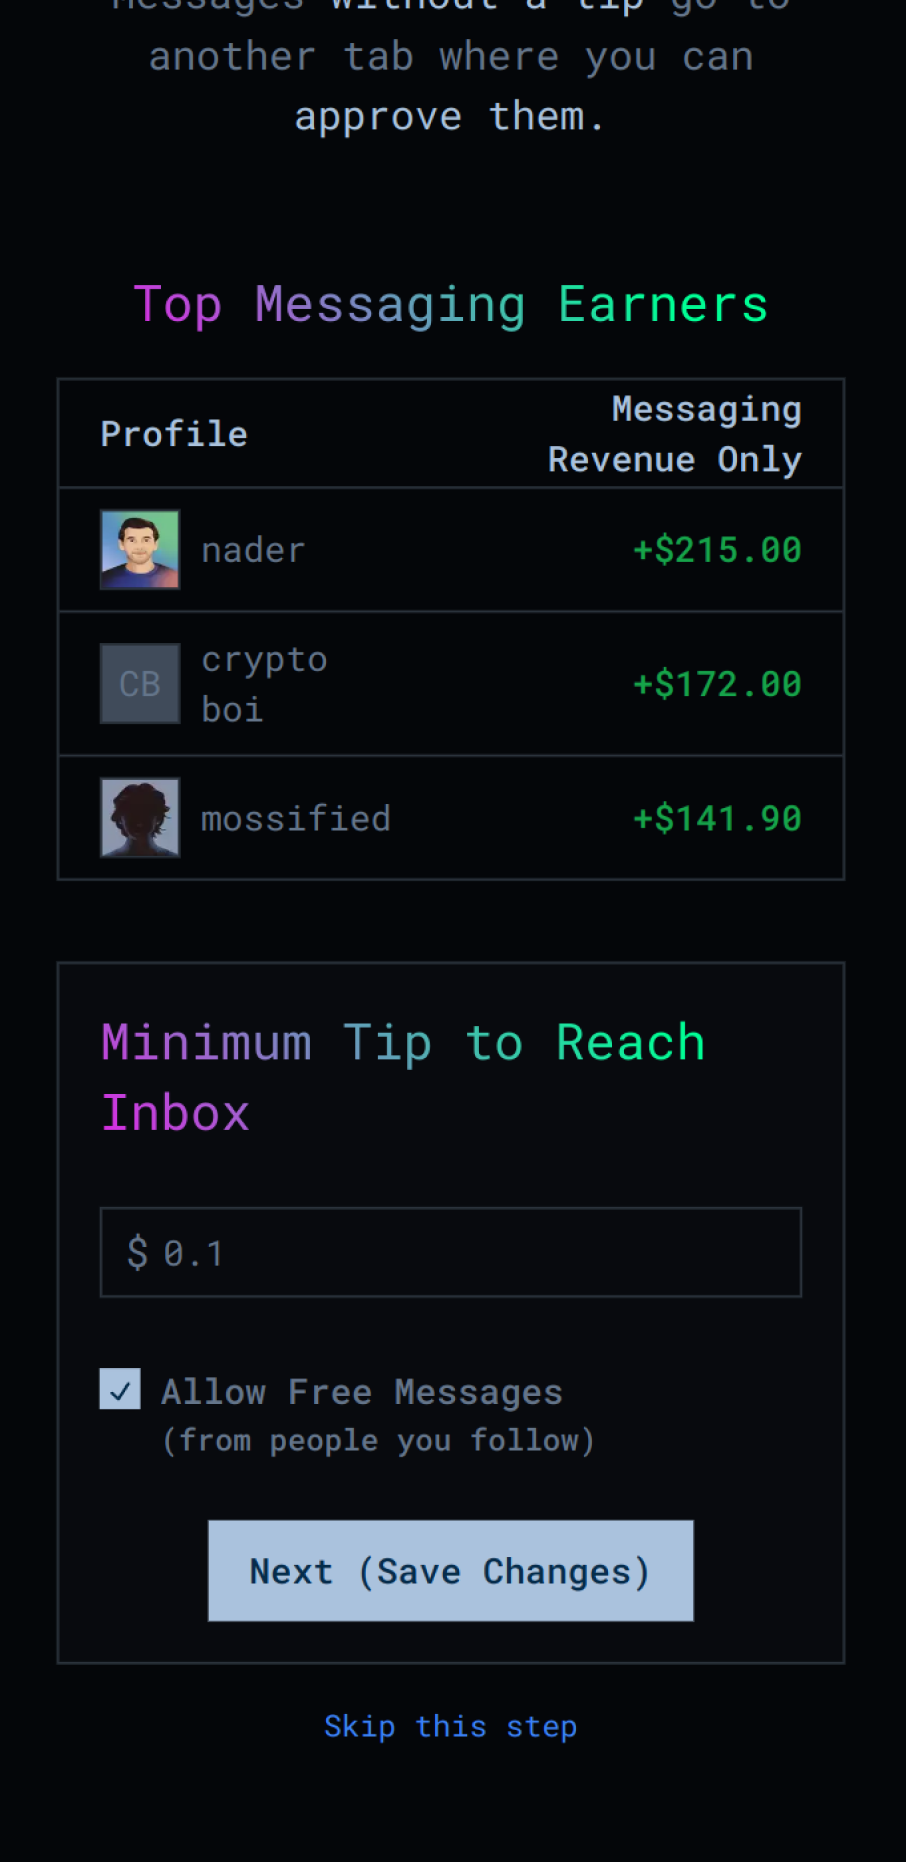 Messages without a tip go to
another tab where you can
approve them.
Top Messaging Earners
Profile
Messaging
Revenue Only
nader
+$215.00
CB
crypto
boi
+$172.00
mossified
+$141.90
Minimum Tip to Reach
Inbox
$ 0.1
Allow Free Messages
(from people you follow)
Next (Save Changes)
Skip this step